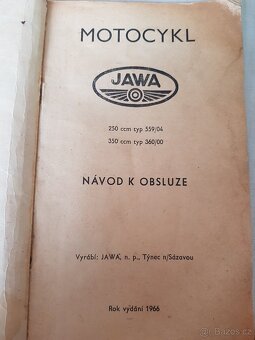 MOTOCYKL
JAWA
250 ccm typ 559/04
350 ccm typ 360/00
NÁVOD K OBSLUZE
Vyrábí: JAWA, n. p., Týnec n/Sázavou
Rok vydání 1966
Bazos.cz